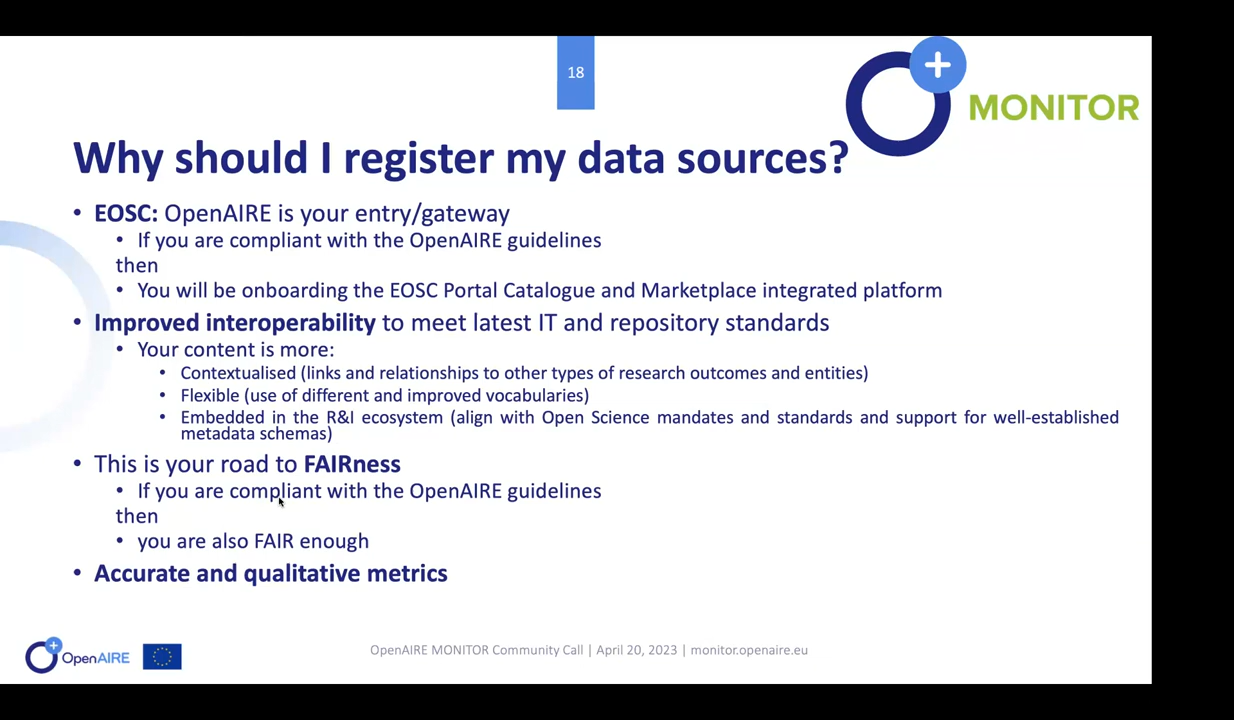 18
MONITOR
Why should I register my data sources?
• EOSC: OpenAIRE is your entry/gateway
• If you are compliant with the OpenAIRE guidelines
then
• You will be onboarding the EOSC Portal Catalogue and Marketplace integrated platform
• Improved interoperability to meet latest IT and repository standards
• Your content is more:
• Contextualised (links and relationships to other types of research outcomes and entities)
• Flexible (use of different and improved vocabularies)
• Embedded in the R&I ecosystem (align with Open Science mandates and standards and support for well-established
metadata schemas)
• This is your road to FAIRness
• If you are compliant with the OpenAIRE guidelines
then
• you are also FAIR enough
• Accurate and qualitative metrics
OpenAIRE
OpenAIRE MONITOR Community Call | April 20, 2023 | monitor.openaire.eu